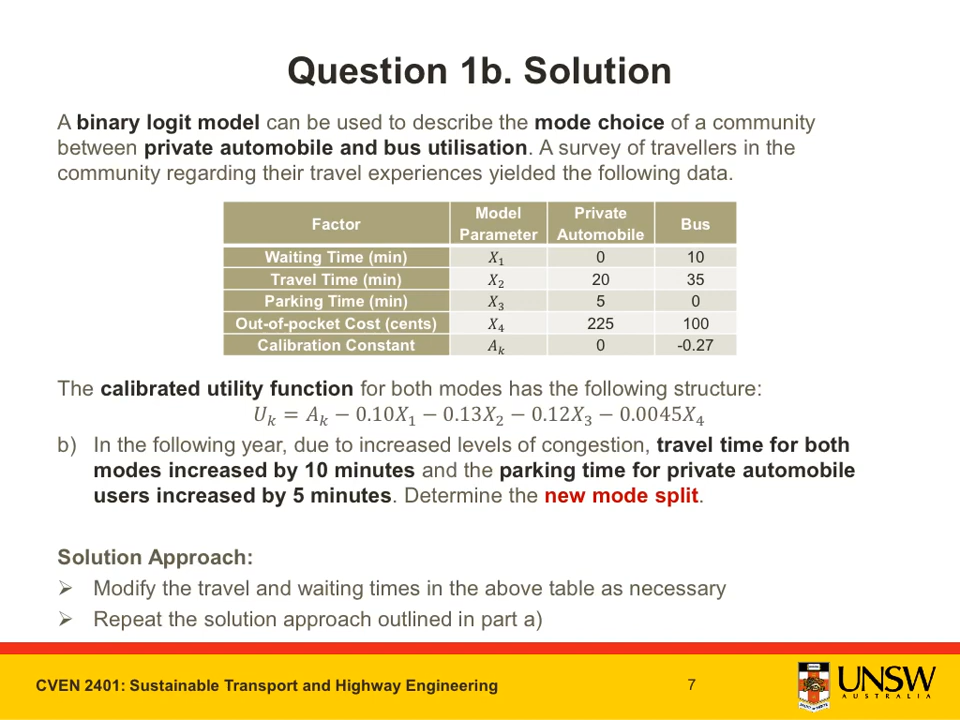 Question 1b. Solution
A binary logit model can be used to describe the mode choice of a community
between private automobile and bus utilisation. A survey of travellers in the
community regarding their travel experiences yielded the following data.
Factor Model Parameter Private Automobile Bus
Waiting Time (min) X₁ 0 10
Travel Time (min) X₂ 20 35
Parking Time (min) X₃ 5 0
Out-of-pocket Cost (cents) X₄ 225 100
Calibration Constant Aₖ 0 -0.27
The calibrated utility function for both modes has the following structure:
Uₖ = Aₖ − 0.10X₁ − 0.13X₂ − 0.12X₃ − 0.0045X₄
b) In the following year, due to increased levels of congestion, travel time for both
modes increased by 10 minutes and the parking time for private automobile
users increased by 5 minutes. Determine the new mode split.
Solution Approach:
➢ Modify the travel and waiting times in the above table as necessary
➢ Repeat the solution approach outlined in part a)
CVEN 2401: Sustainable Transport and Highway Engineering
7
UNSW
AUSTRALIA